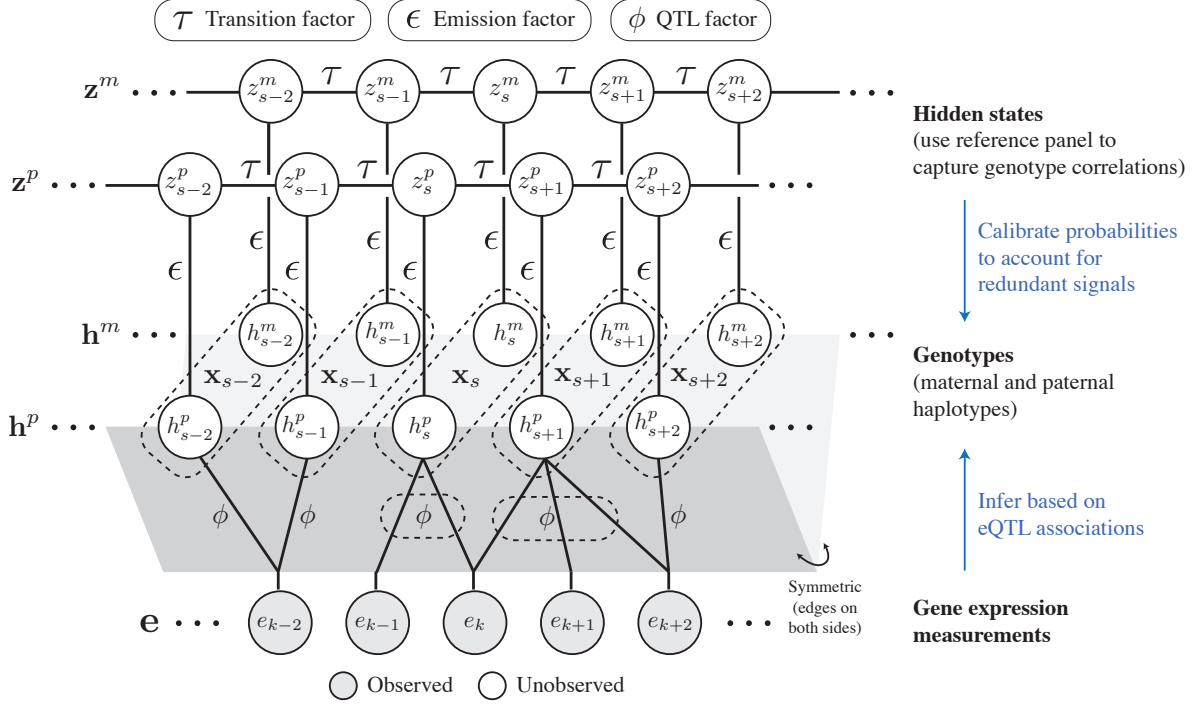 τ Transition factor ϵ Emission factor ϕ QTL factor
z^m ··· z^m_{s−2} τ z^m_{s−1} τ z^m_s τ z^m_{s+1} τ z^m_{s+2} ···
z^p ··· z^p_{s−2} τ z^p_{s−1} τ z^p_s τ z^p_{s+1} τ z^p_{s+2} ···
Hidden states
(use reference panel to
capture genotype correlations)
ϵ ϵ ϵ ϵ ϵ
ϵ ϵ ϵ ϵ ϵ
Calibrate probabilities
to account for
redundant signals
h^m ··· h^m_{s−2} h^m_{s−1} h^m_s h^m_{s+1} h^m_{s+2} ···
x_{s−2} x_{s−1} x_s x_{s+1} x_{s+2}
h^p ··· h^p_{s−2} h^p_{s−1} h^p_s h^p_{s+1} h^p_{s+2} ···
Genotypes
(maternal and paternal
haplotypes)
ϕ ϕ ϕ ϕ ϕ
Infer based on
eQTL associations
Symmetric
(edges on
both sides)
e ··· e_{k−2} e_{k−1} e_k e_{k+1} e_{k+2} ···
Gene expression
measurements
Observed Unobserved